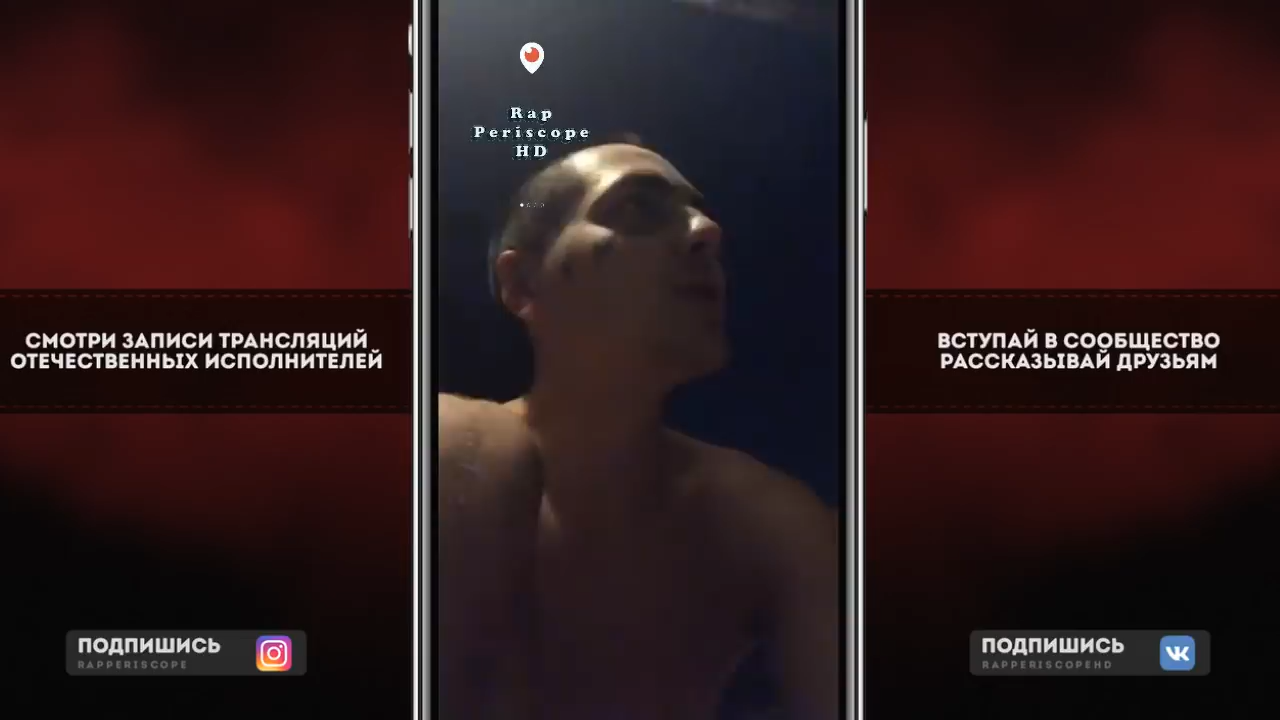 Rap
Periscope
HD
СМОТРИ ЗАПИСИ ТРАНСЛЯЦИЙ
ОТЕЧЕСТВЕННЫХ ИСПОЛНИТЕЛЕЙ
ВСТУПАЙ В СООБЩЕСТВО
РАССКАЗЫВАЙ ДРУЗЬЯМ
ПОДПИШИСЬ
RAPPERISCOPE
ПОДПИШИСЬ
RAPPERISCOPEHD